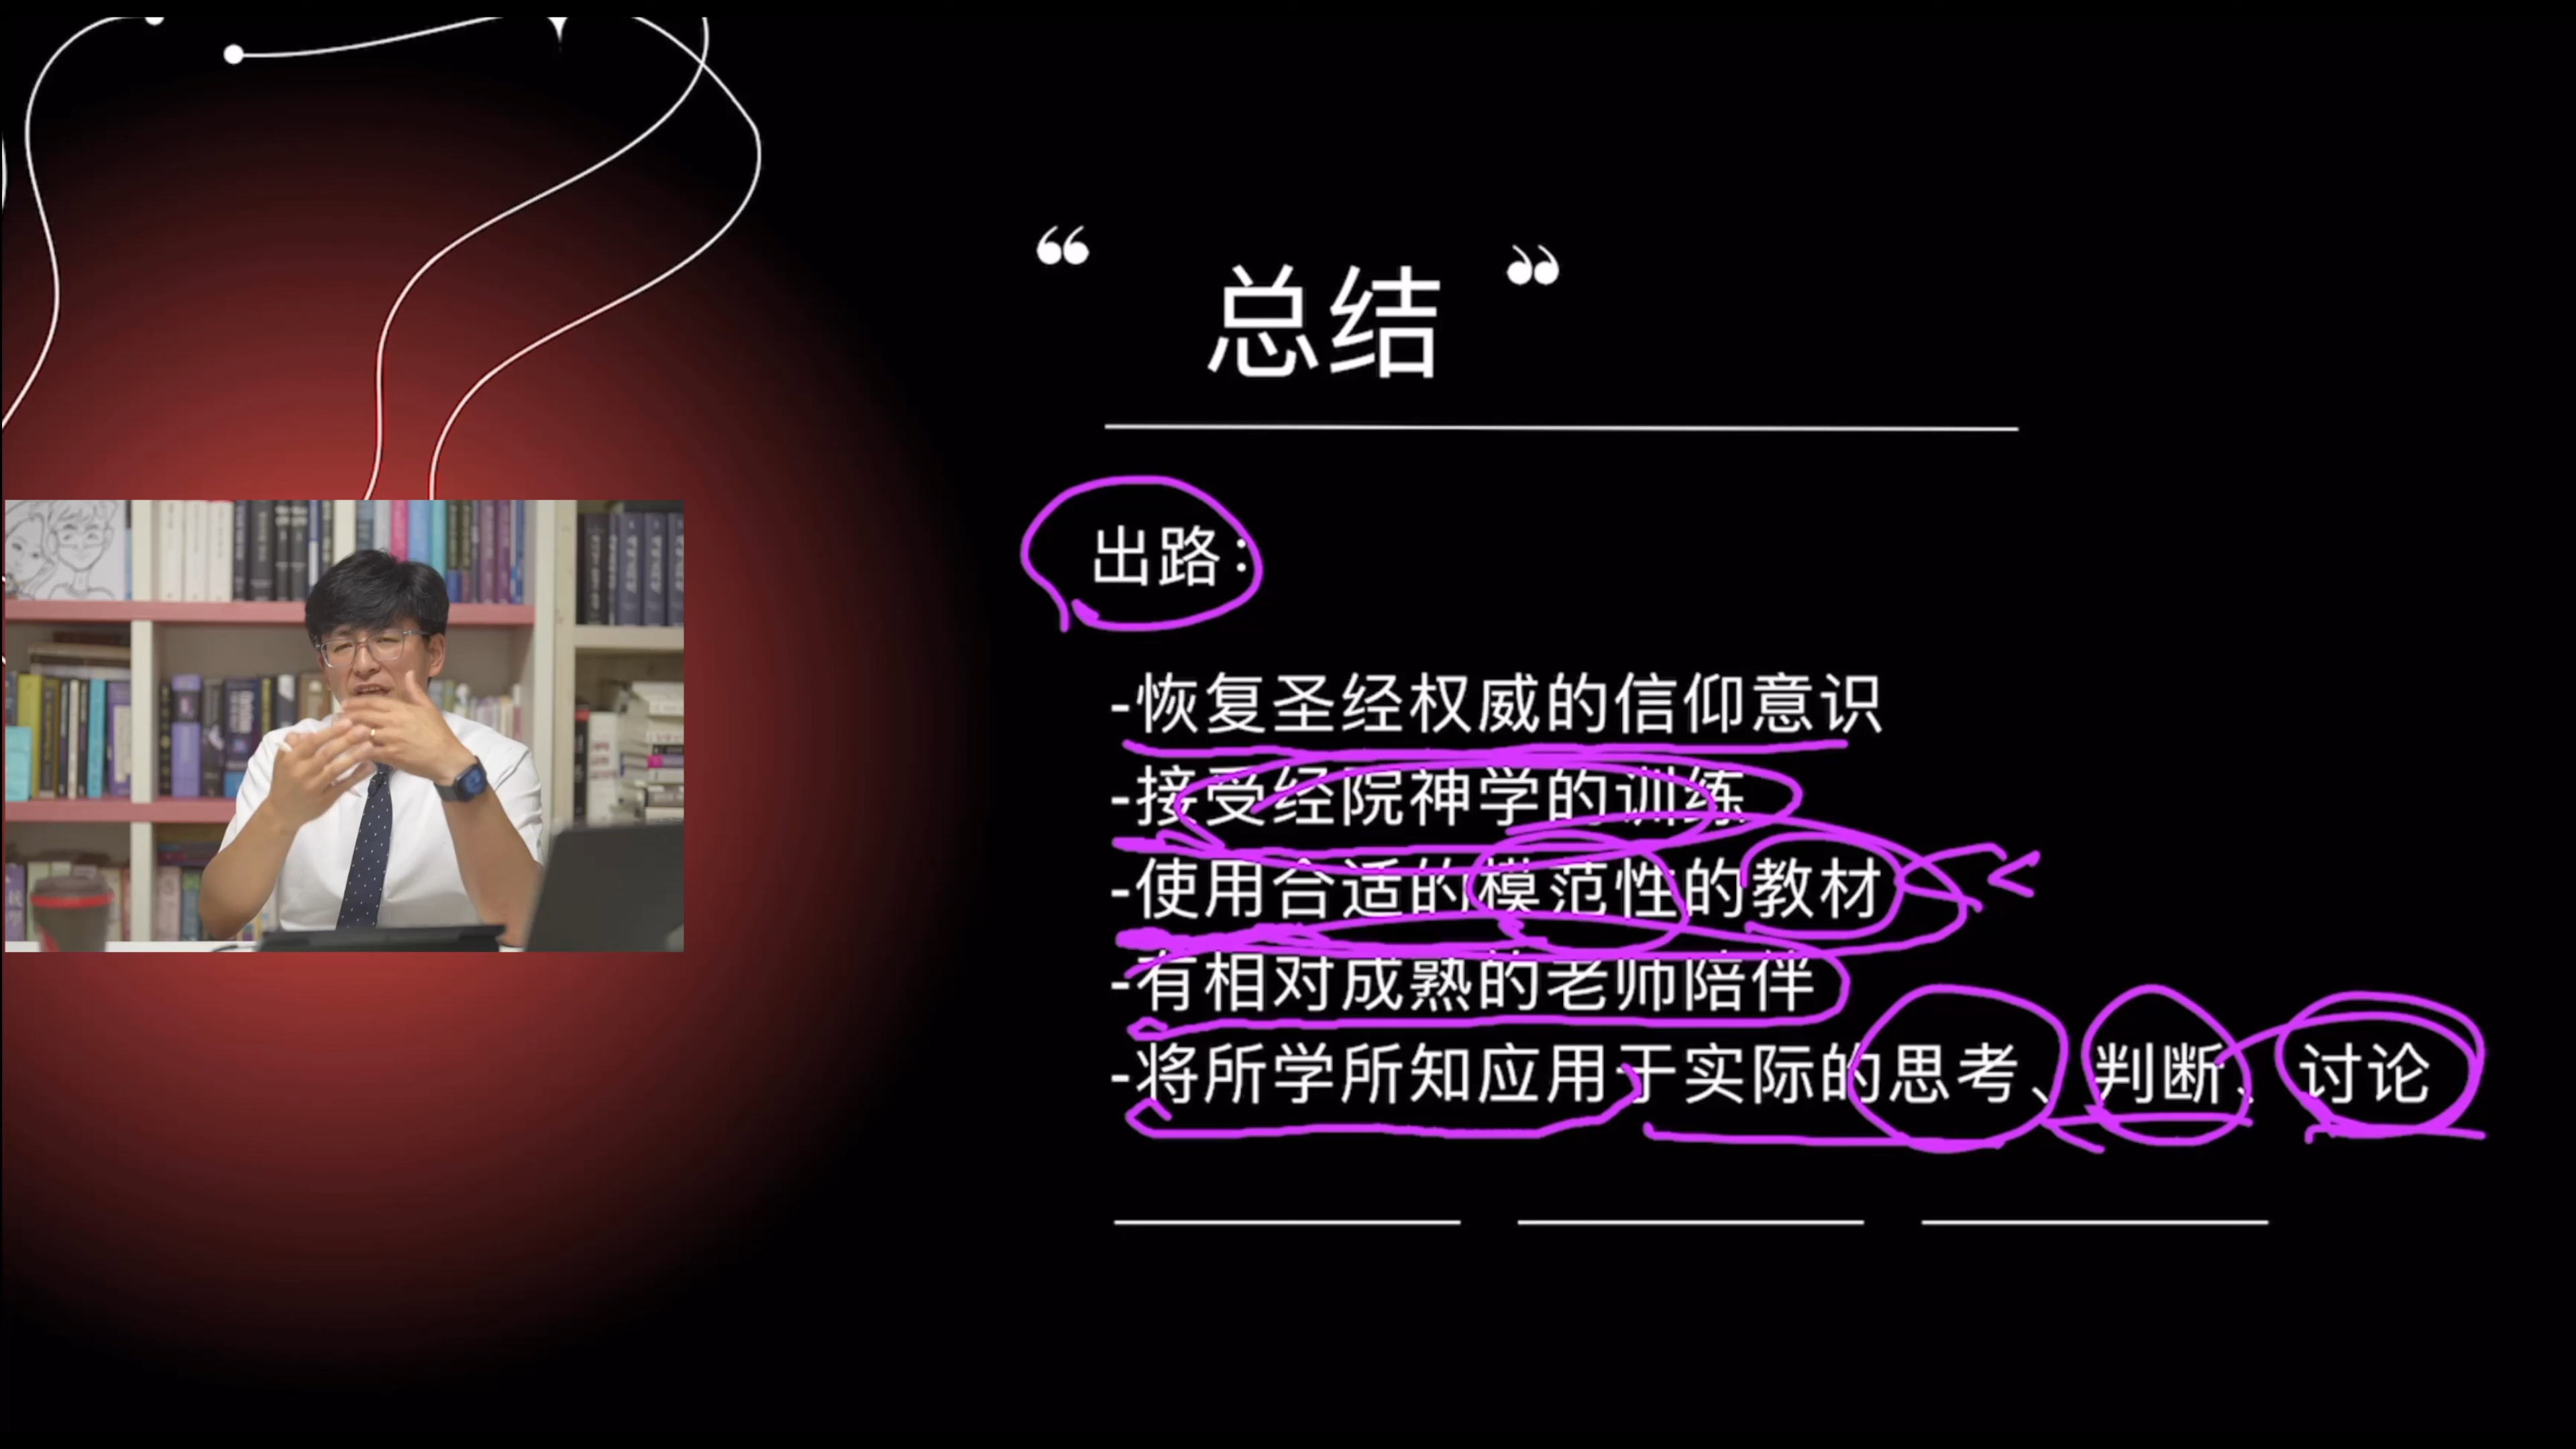 “ 总结 ”
出路:
-恢复圣经权威的信仰意识
-接受经院神学的训练
-使用合适的模范性的教材
-有相对成熟的老师陪伴
-将所学所知应用于实际的思考、判断、讨论